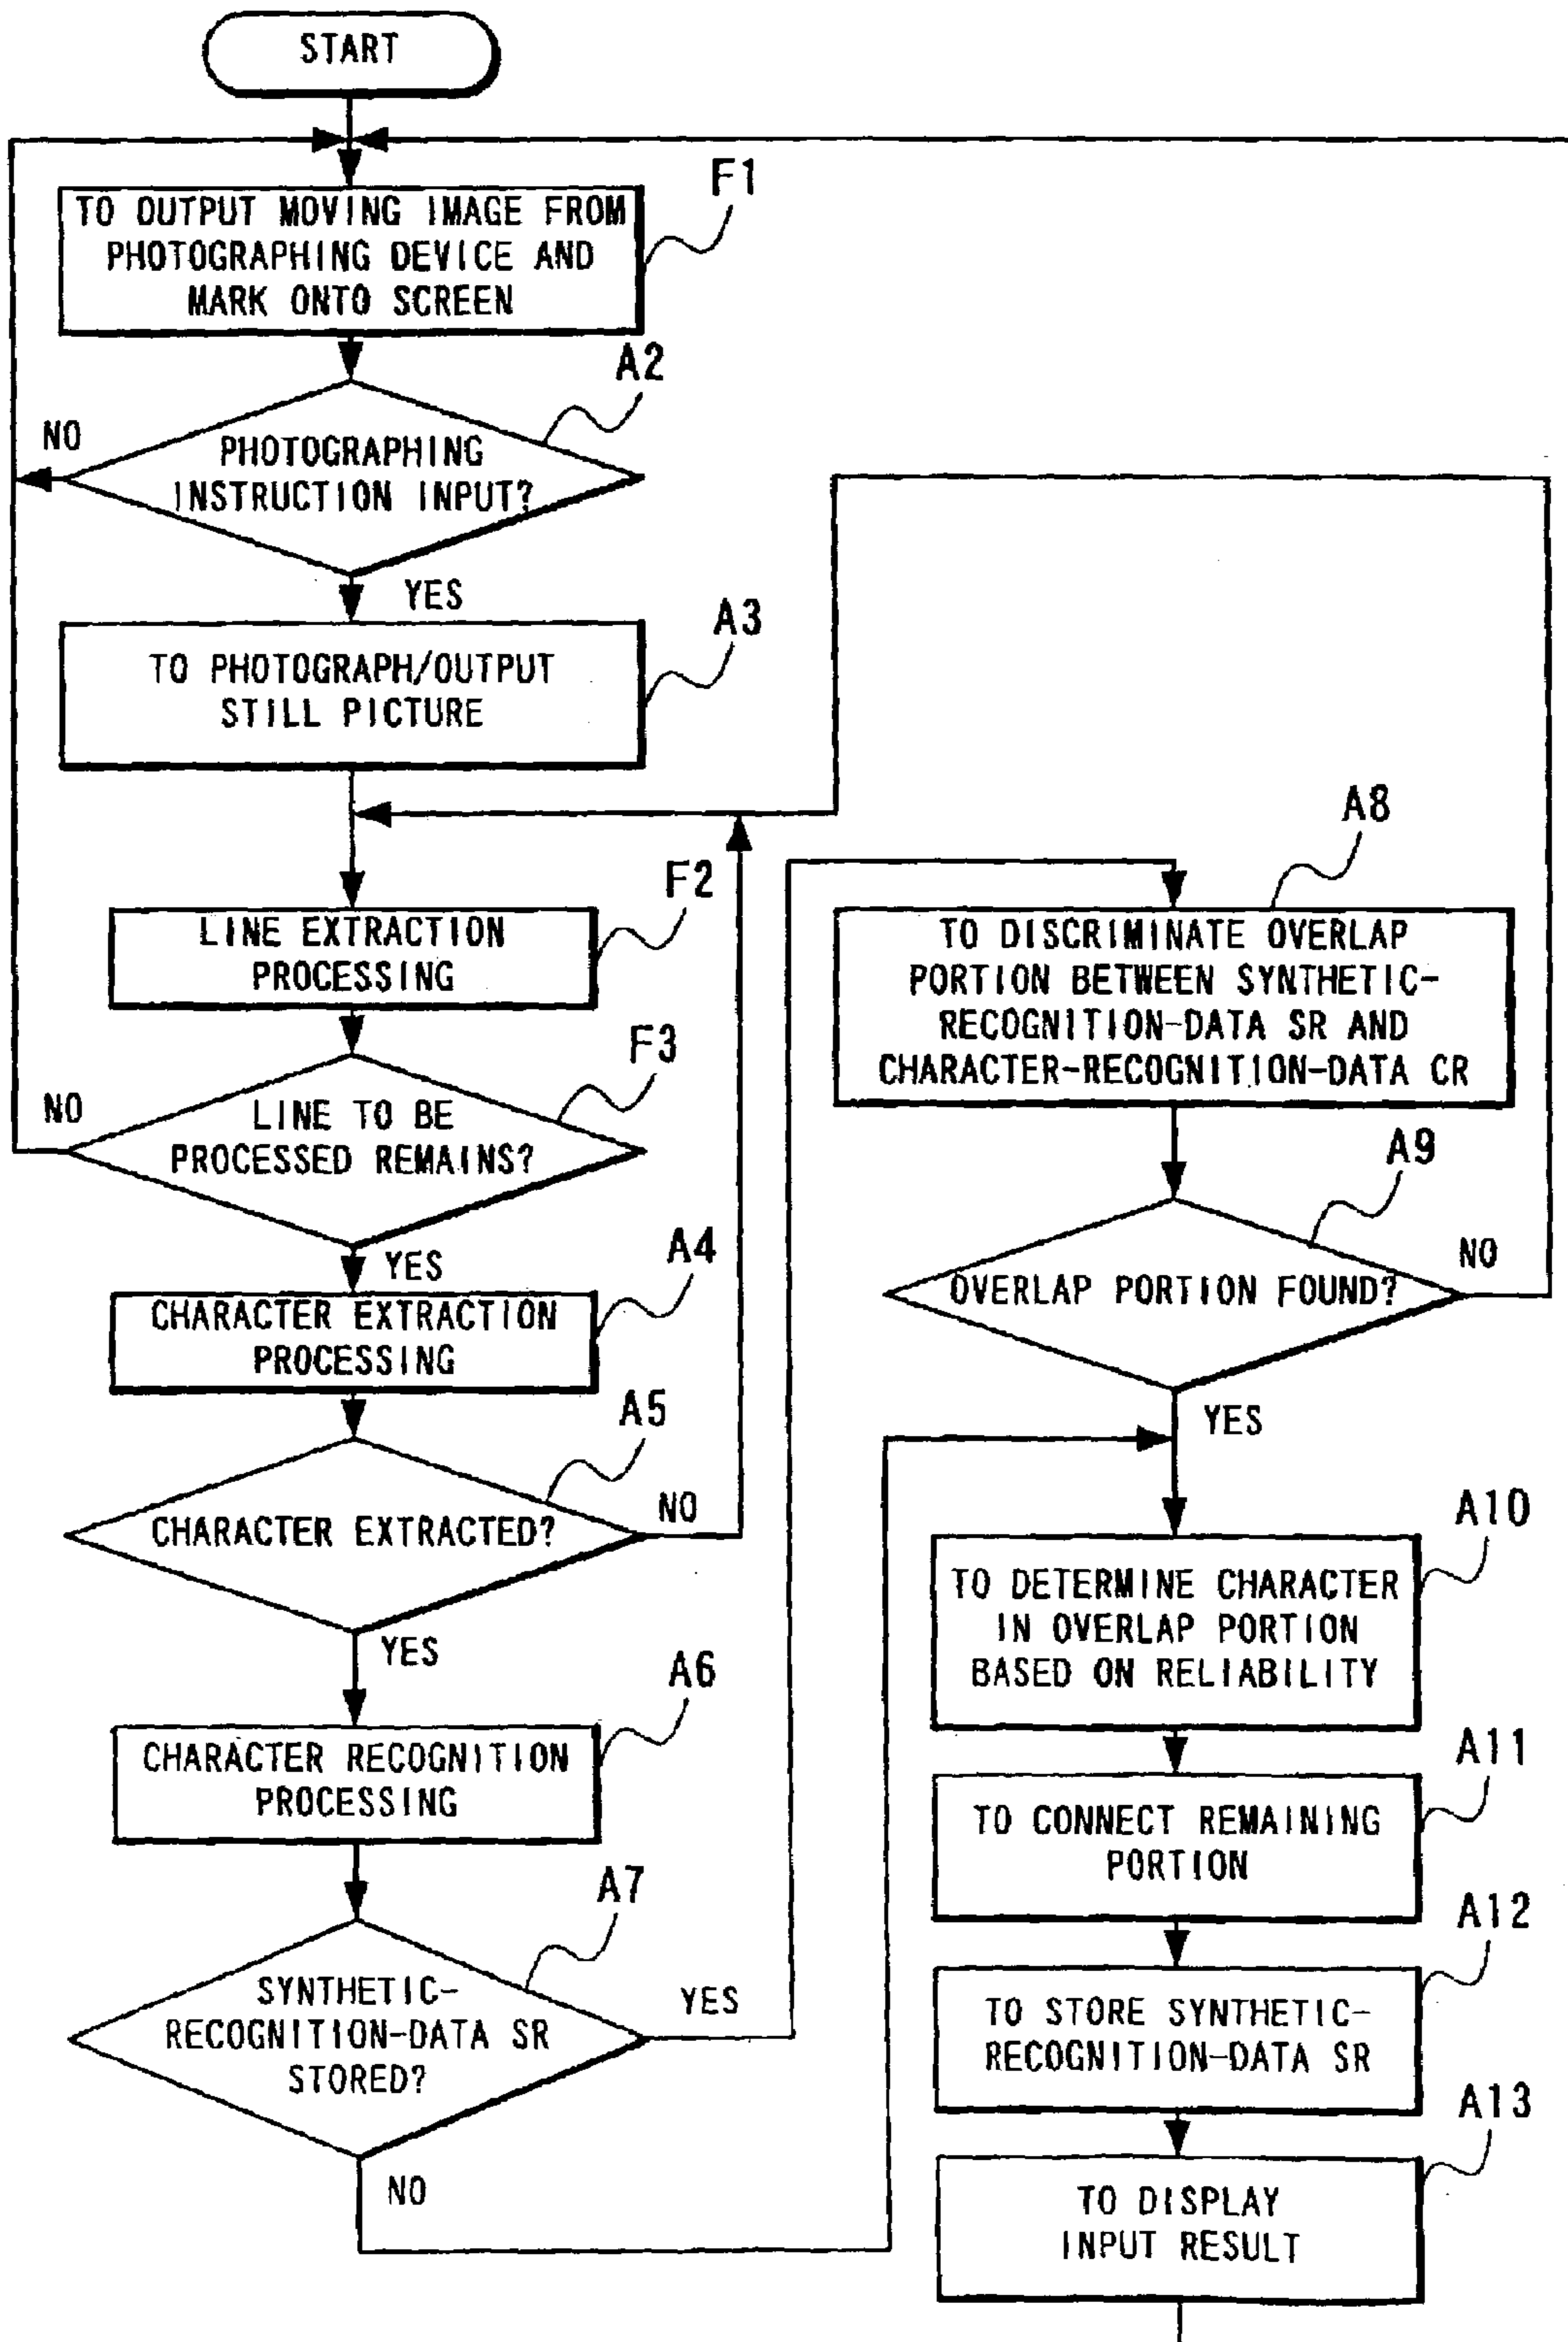 START
F1
TO OUTPUT MOVING IMAGE FROM
PHOTOGRAPHING DEVICE AND
MARK ONTO SCREEN
A2
NO
PHOTOGRAPHING
INSTRUCTION INPUT?
YES
A3
TO PHOTOGRAPH/OUTPUT
STILL PICTURE
F2
LINE EXTRACTION
PROCESSING
F3
NO
LINE TO BE
PROCESSED REMAINS?
YES
A4
CHARACTER EXTRACTION
PROCESSING
A5
CHARACTER EXTRACTED?
NO
YES
A6
CHARACTER RECOGNITION
PROCESSING
A7
SYNTHETIC-
RECOGNITION-DATA SR
STORED?
YES
NO
A8
TO DISCRIMINATE OVERLAP
PORTION BETWEEN SYNTHETIC-
RECOGNITION-DATA SR AND
CHARACTER-RECOGNITION-DATA CR
A9
OVERLAP PORTION FOUND?
NO
YES
A10
TO DETERMINE CHARACTER
IN OVERLAP PORTION
BASED ON RELIABILITY
A11
TO CONNECT REMAINING
PORTION
A12
TO STORE SYNTHETIC-
RECOGNITION-DATA SR
A13
TO DISPLAY
INPUT RESULT